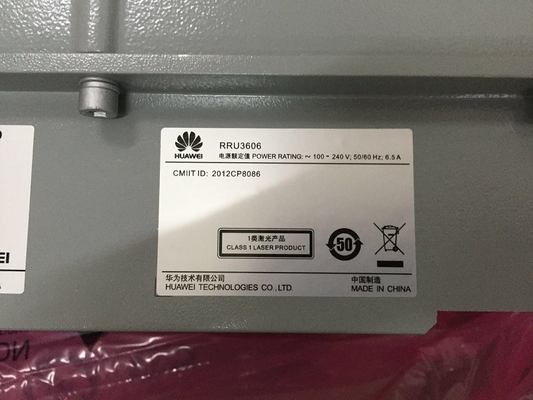 HUAWEI
RRU3606
电源额定值 POWER RATING: ~ 100 - 240 V; 50/60 Hz; 6.5 A
CMIIT ID: 2012CP8086
1类激光产品
CLASS 1 LASER PRODUCT
50
华为技术有限公司
HUAWEI TECHNOLOGIES CO., LTD.
中国制造
MADE IN CHINA
EI
NA